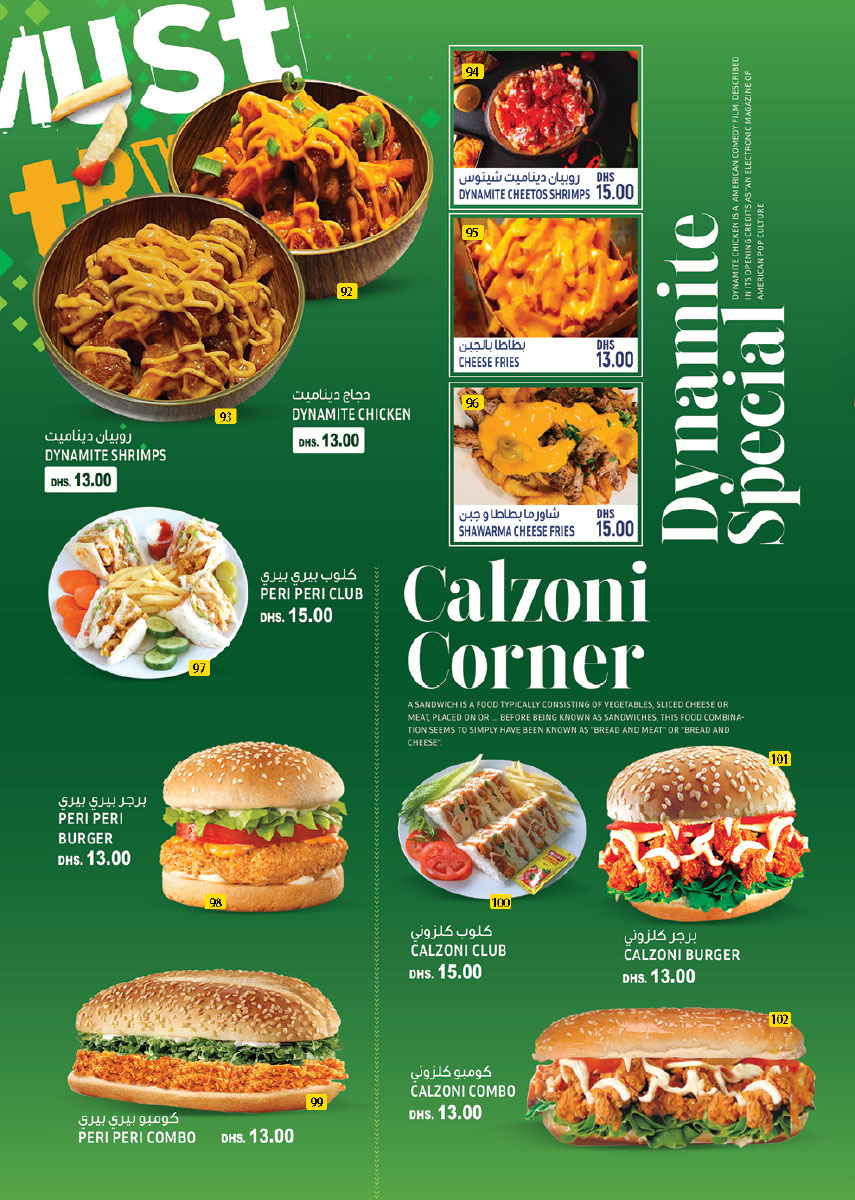 MUST
tRY
92
93
دجاج ديناميت
DYNAMITE CHICKEN
DHS. 13.00
روبيان ديناميت
DYNAMITE SHRIMPS
DHS. 13.00
94
روبيان ديناميت شيتوس
DYNAMITE CHEETOS SHRIMPS
DHS
15.00
95
بطاطا بالجبن
CHEESE FRIES
DHS
13.00
96
شاورما بطاطا و جبن
SHAWARMA CHEESE FRIES
DHS
15.00
Dynamite
Special
DYNAMITE CHICKEN IS A AMERICAN COMEDY FILM. DESCRIBED
IN ITS OPENING CREDITS AS "AN ELECTRONIC MAGAZINE OF
AMERICAN POP CULTURE
97
كلوب بيري بيري
PERI PERI CLUB
DHS. 15.00
برجر بيري بيري
PERI PERI
BURGER
DHS. 13.00
98
99
كومبو بيري بيري
PERI PERI COMBO DHS. 13.00
Calzoni
Corner
A SANDWICH IS A FOOD TYPICALLY CONSISTING OF VEGETABLES, SLICED CHEESE OR
MEAT, PLACED ON OR ... BEFORE BEING KNOWN AS SANDWICHES, THIS FOOD COMBINA-
TION SEEMS TO SIMPLY HAVE BEEN KNOWN AS "BREAD AND MEAT" OR "BREAD AND
CHEESE".
100
كلوب كلزوني
CALZONI CLUB
DHS. 15.00
101
برجر كلزوني
CALZONI BURGER
DHS. 13.00
102
كومبو كلزوني
CALZONI COMBO
DHS. 13.00